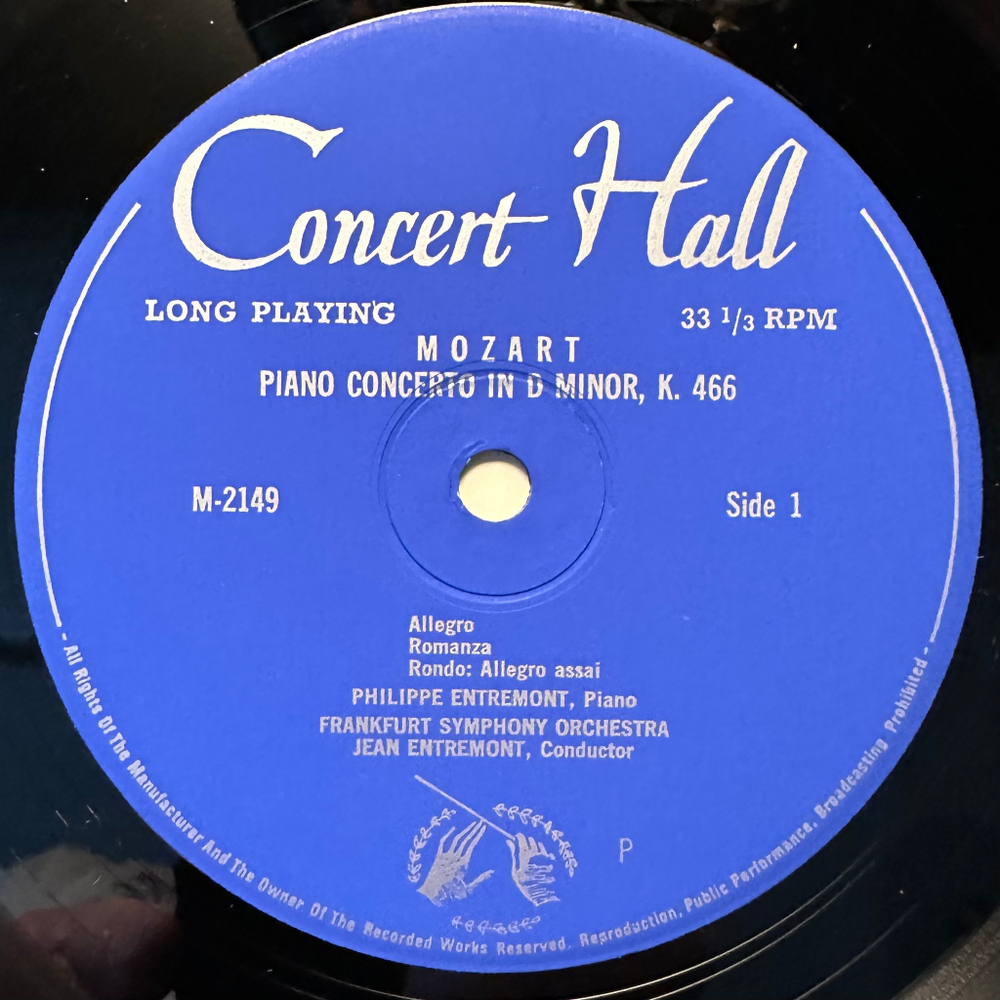 Concert Hall
LONG PLAYING
33 1/3 RPM
MOZART
PIANO CONCERTO IN D MINOR, K. 466
M-2149
Side 1
Allegro
Romanza
Rondo: Allegro assai
PHILIPPE ENTREMONT, Piano
FRANKFURT SYMPHONY ORCHESTRA
JEAN ENTREMONT, Conductor
P
- All Rights Of The Manufacturer And The Owner Of The Recorded Works Reserved. Reproduction, Public Performance, Broadcasting Prohibited -